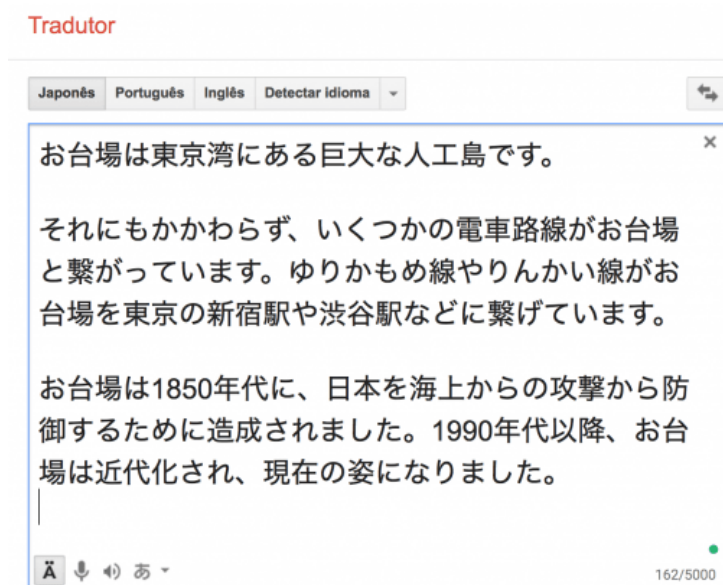 Tradutor
Japonês Português Inglês Detectar idioma
お台場は東京湾にある巨大な人工島です。
それにもかかわらず、いくつかの電車路線がお台場
と繋がっています。ゆりかもめ線やりんかい線がお
台場を東京の新宿駅や渋谷駅などに繋げています。
お台場は1850年代に、日本を海上からの攻撃から防
御するために造成されました。1990年代以降、お台
場は近代化され、現在の姿になりました。
Ä あ 162/5000